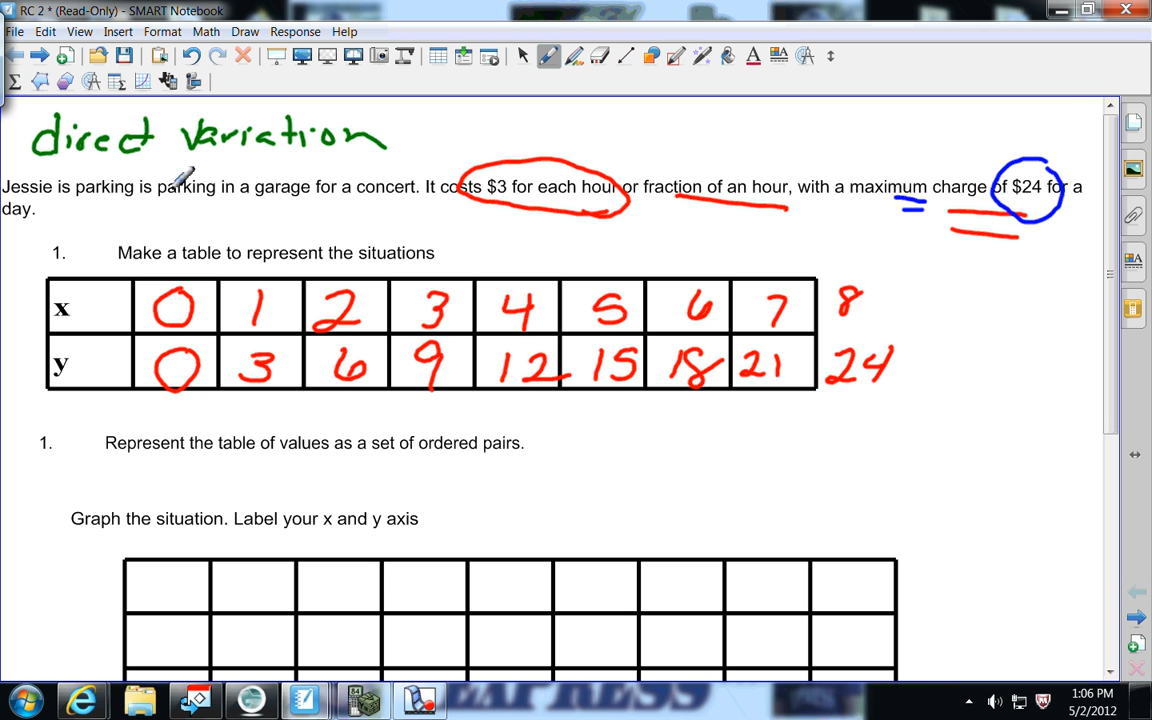 RC 2 * (Read-Only) - SMART Notebook
File Edit View Insert Format Math Draw Response Help
direct variation
Jessie is parking is parking in a garage for a concert. It costs $3 for each hour or fraction of an hour, with a maximum charge of $24 for a
day.
1. Make a table to represent the situations
x 0 1 2 3 4 5 6 7 8
y 0 3 6 9 12 15 18 21 24
1. Represent the table of values as a set of ordered pairs.
Graph the situation. Label your x and y axis
EXPRESS
1:06 PM
5/2/2012